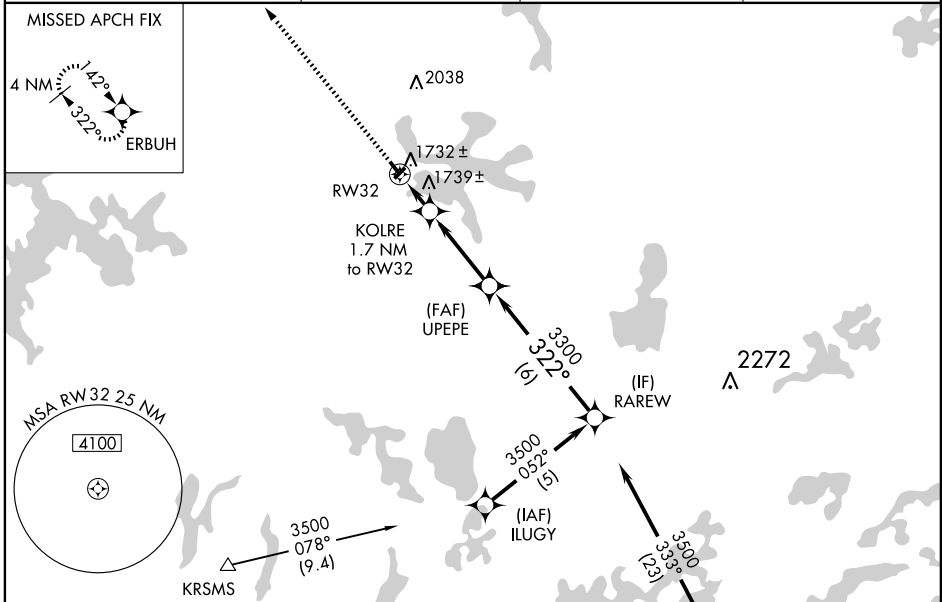 MISSED APCH FIX
4 NM
142°
322°
ERBUH
2038
1732 ±
1739±
RW32
KOLRE
1.7 NM
to RW32
(FAF)
UPEPE
3300
322°
(6)
2272
(IF)
RAREW
MSA RW32 25 NM
4100
3500
052°
(5)
(IAF)
ILUGY
3500
078°
(9.4)
KRSMS
3500
333°
(23)